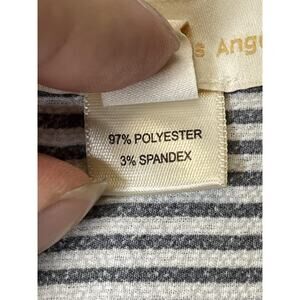 s Ange
97% POLYESTER
3% SPANDEX